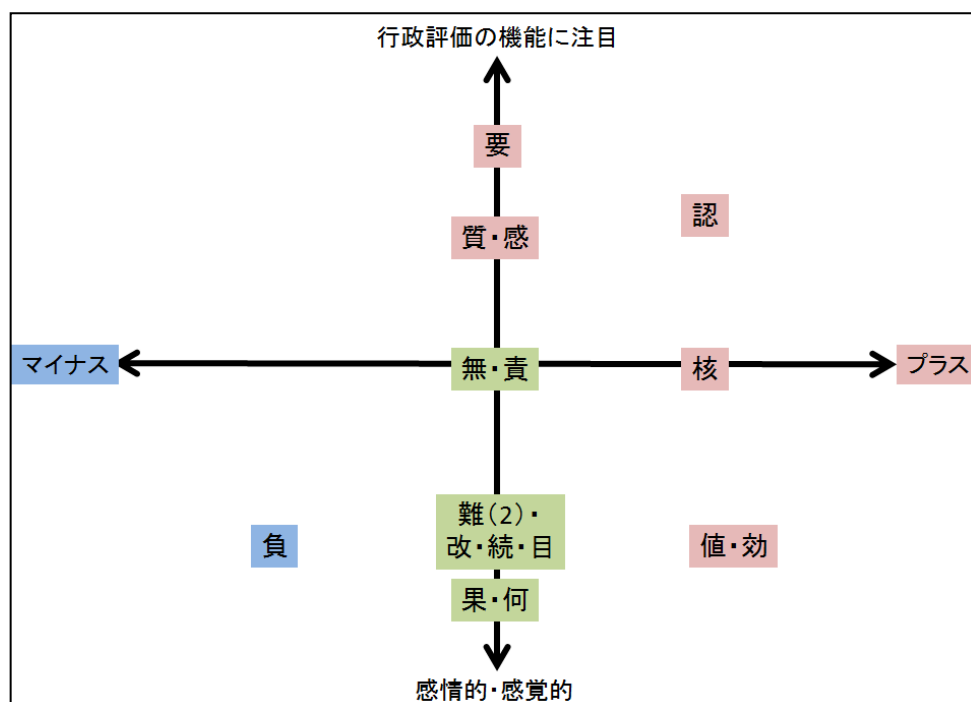 行政評価の機能に注目
要
認
質・感
マイナス
無・責
核
プラス
難(2)・
改・続・目
負
値・効
果・何
感情的・感覚的